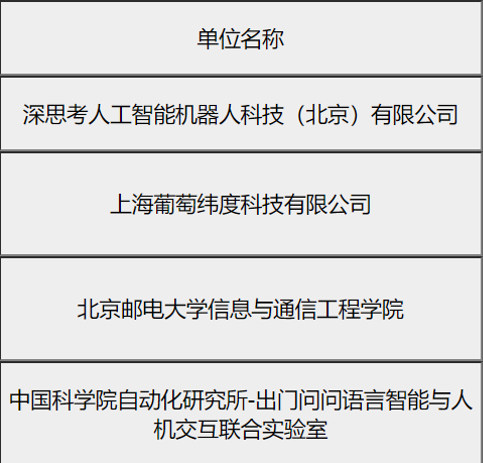 单位名称
深思考人工智能机器人科技（北京）有限公司
上海葡萄纬度科技有限公司
北京邮电大学信息与通信工程学院
中国科学院自动化研究所-出门问问语言智能与人
机交互联合实验室